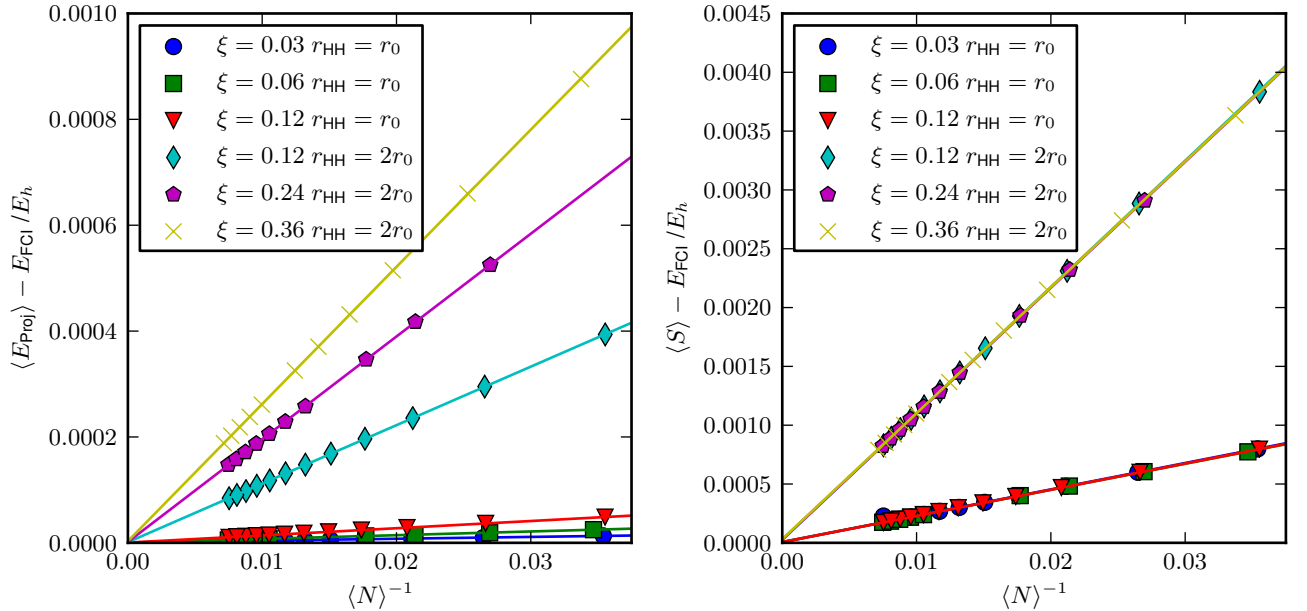 0.0010
0.0008
0.0006
0.0004
0.0002
0.0000
⟨E_Proj⟩ − E_FCI /E_h
ξ = 0.03 r_HH = r_0
ξ = 0.06 r_HH = r_0
ξ = 0.12 r_HH = r_0
ξ = 0.12 r_HH = 2r_0
ξ = 0.24 r_HH = 2r_0
ξ = 0.36 r_HH = 2r_0
0.00 0.01 0.02 0.03
⟨N⟩^−1
0.0045
0.0040
0.0035
0.0030
0.0025
0.0020
0.0015
0.0010
0.0005
0.0000
⟨S⟩ − E_FCI /E_h
ξ = 0.03 r_HH = r_0
ξ = 0.06 r_HH = r_0
ξ = 0.12 r_HH = r_0
ξ = 0.12 r_HH = 2r_0
ξ = 0.24 r_HH = 2r_0
ξ = 0.36 r_HH = 2r_0
0.00 0.01 0.02 0.03
⟨N⟩^−1